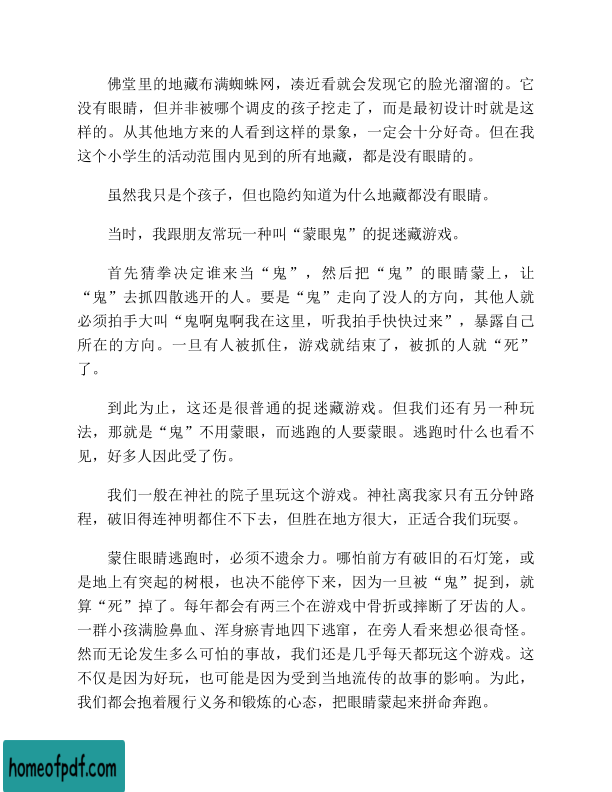 佛堂里的地藏布满蜘蛛网，凑近看就会发现它的脸光溜溜的。它
没有眼睛，但并非被哪个调皮的孩子挖走了，而是最初设计时就是这
样的。从其他地方来的人看到这样的景象，一定会十分好奇。但在我
这个小学生的活动范围内见到的所有地藏，都是没有眼睛的。
虽然我只是个孩子，但也隐约知道为什么地藏都没有眼睛。
当时，我跟朋友常玩一种叫“蒙眼鬼”的捉迷藏游戏。
首先猜拳决定谁来当“鬼”，然后把“鬼”的眼睛蒙上，让
“鬼”去抓四散逃开的人。要是“鬼”走向了没人的方向，其他人就
必须拍手大叫“鬼啊鬼啊我在这里，听我拍手快快过来”，暴露自己
所在的方向。一旦有人被抓住，游戏就结束了，被抓的人就“死”
了。
到此为止，这还是很普通的捉迷藏游戏。但我们还有另一种玩
法，那就是“鬼”不用蒙眼，而逃跑的人要蒙眼。逃跑时什么也看不
见，好多人因此受了伤。
我们一般在神社的院子里玩这个游戏。神社离我家只有五分钟路
程，破旧得连神明都住不下去，但胜在地方很大，正适合我们玩耍。
蒙住眼睛逃跑时，必须不遗余力。哪怕前方有破旧的石灯笼，或
是地上有突起的树根，也决不能停下来，因为一旦被“鬼”捉到，就
算“死”掉了。每年都会有两三个在游戏中骨折或摔断了牙齿的人。
一群小孩满脸鼻血、浑身瘀青地四下逃窜，在旁人看来想必很奇怪。
然而无论发生多么可怕的事故，我们还是几乎每天都玩这个游戏。这
不仅是因为好玩，也可能是因为受到当地流传的故事的影响。为此，
我们都会抱着履行义务和锻炼的心态，把眼睛蒙起来拼命奔跑。
homeofpdf.com